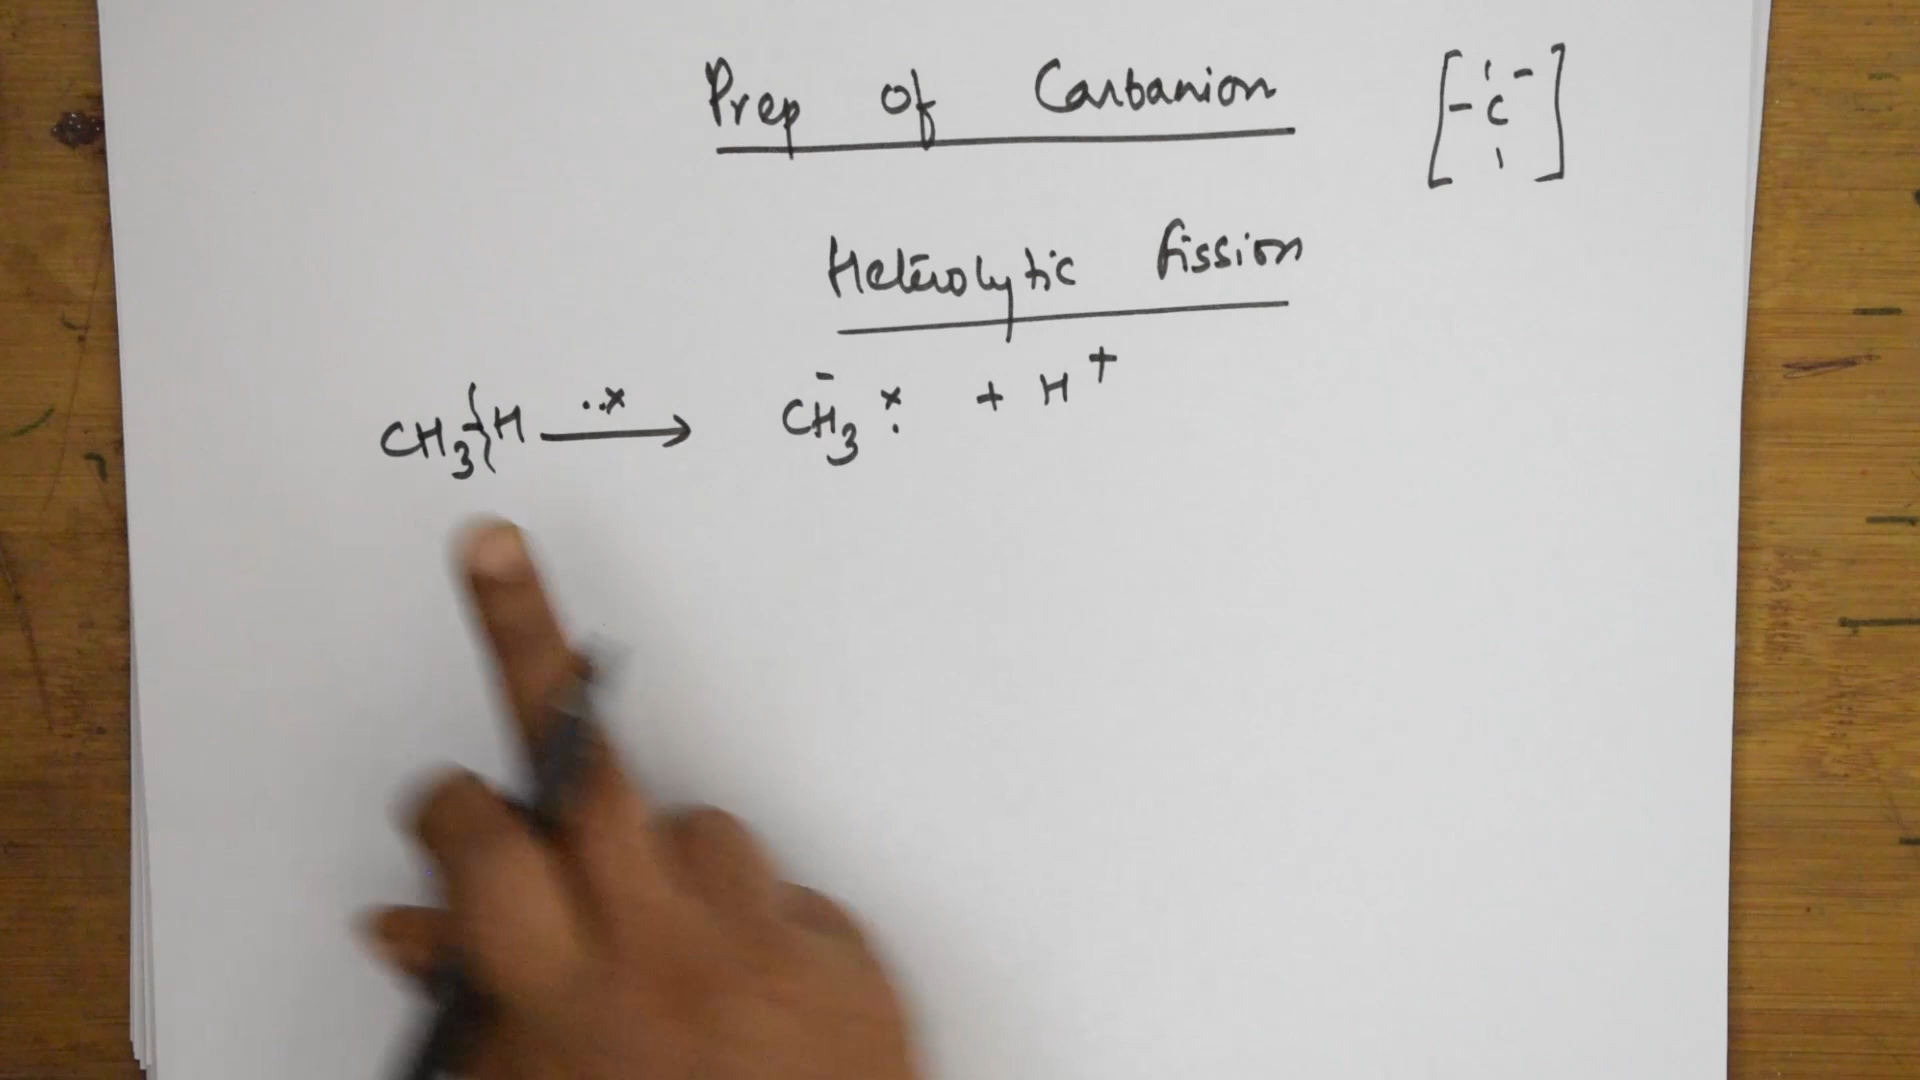 Prep of Carbanion [-C-]
Heterolytic fission
CH3-H ··x → CH3⁻ x· + H⁺